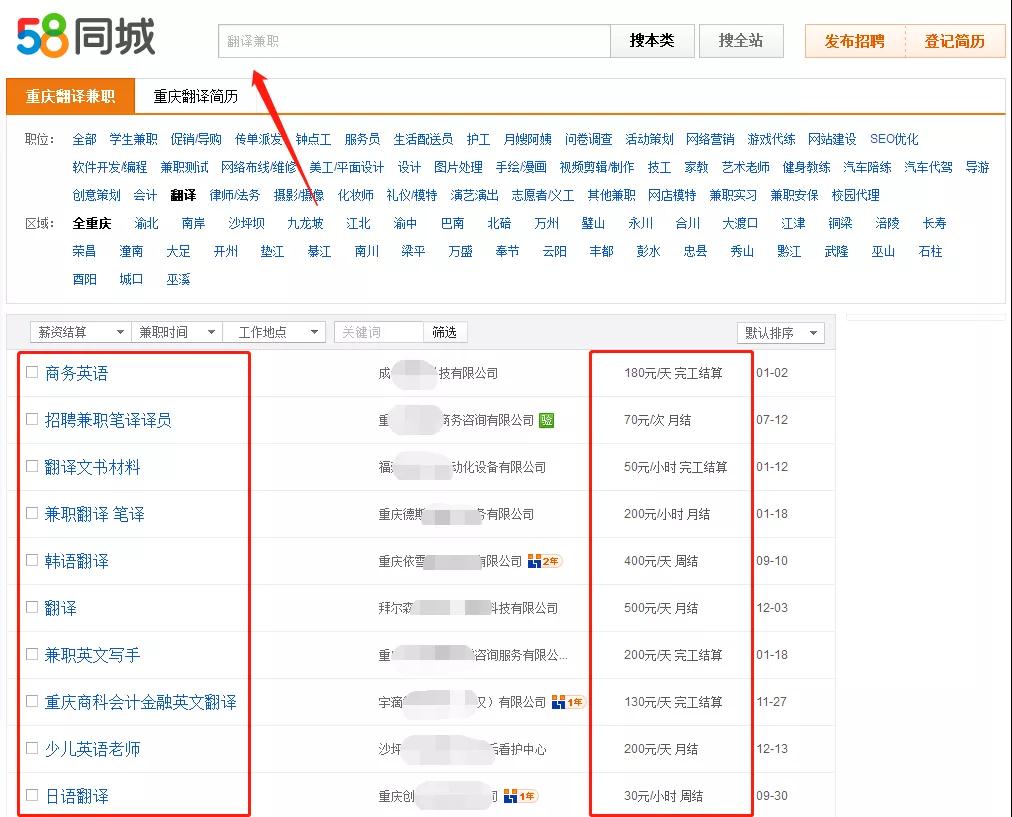 58同城
翻译兼职 搜本类 搜全站 发布招聘 登记简历
重庆翻译兼职 重庆翻译简历
职位: 全部 学生兼职 促销/导购 传单派发 钟点工 服务员 生活配送员 护工 月嫂阿姨 问卷调查 活动策划 网络营销 游戏代练 网站建设 SEO优化
软件开发/编程 兼职测试 网络布线/维修 美工/平面设计 设计 图片处理 手绘/漫画 视频剪辑/制作 技工 家教 艺术老师 健身教练 汽车陪练 汽车代驾 导游
创意策划 会计 翻译 律师/法务 摄影/摄像 化妆师 礼仪/模特 演艺演出 志愿者/义工 其他兼职 网店模特 兼职实习 兼职安保 校园代理
区域: 全重庆 渝北 南岸 沙坪坝 九龙坡 江北 渝中 巴南 北碚 万州 璧山 永川 合川 大渡口 江津 铜梁 涪陵 长寿
荣昌 潼南 大足 开州 垫江 綦江 南川 梁平 万盛 奉节 云阳 丰都 彭水 忠县 秀山 黔江 武隆 巫山 石柱
酉阳 城口 巫溪
薪资结算 兼职时间 工作地点 关键词 筛选 默认排序
商务英语 成 技有限公司 180元/天 完工结算 01-02
招聘兼职笔译译员 重 商务咨询有限公司 验 70元/次 月结 07-12
翻译文书材料 福 动化设备有限公司 50元/小时 完工结算 01-12
兼职翻译 笔译 重庆德斯 务有限公司 200元/小时 月结 01-18
韩语翻译 重庆依雪 有限公司 2年 400元/天 周结 09-10
翻译 拜尔森 科技有限公司 500元/天 月结 12-03
兼职英文写手 重 咨询服务有限公... 200元/天 完工结算 01-18
重庆商科会计金融英文翻译 宇 汉）有限公司 1年 130元/天 完工结算 11-27
少儿英语老师 沙坪 后看护中心 200元/天 月结 12-13
日语翻译 重庆创 司 1年 30元/小时 周结 09-30